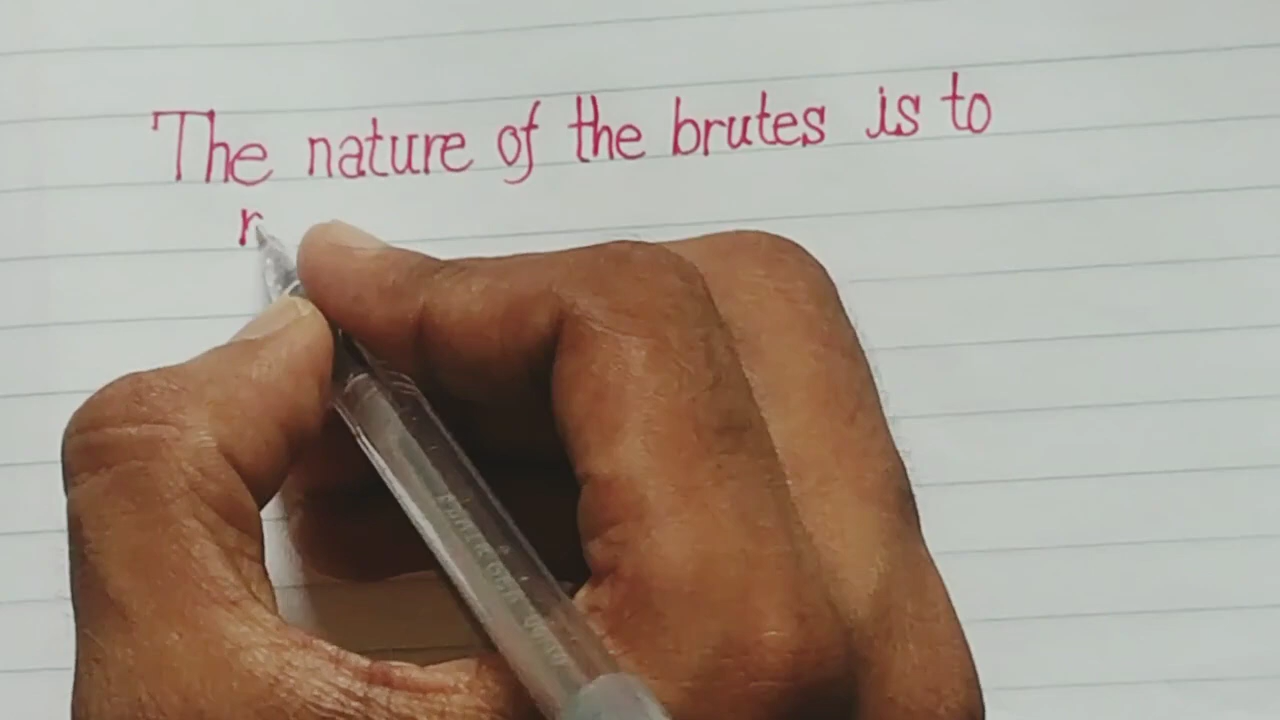 The nature of the brutes is to
r